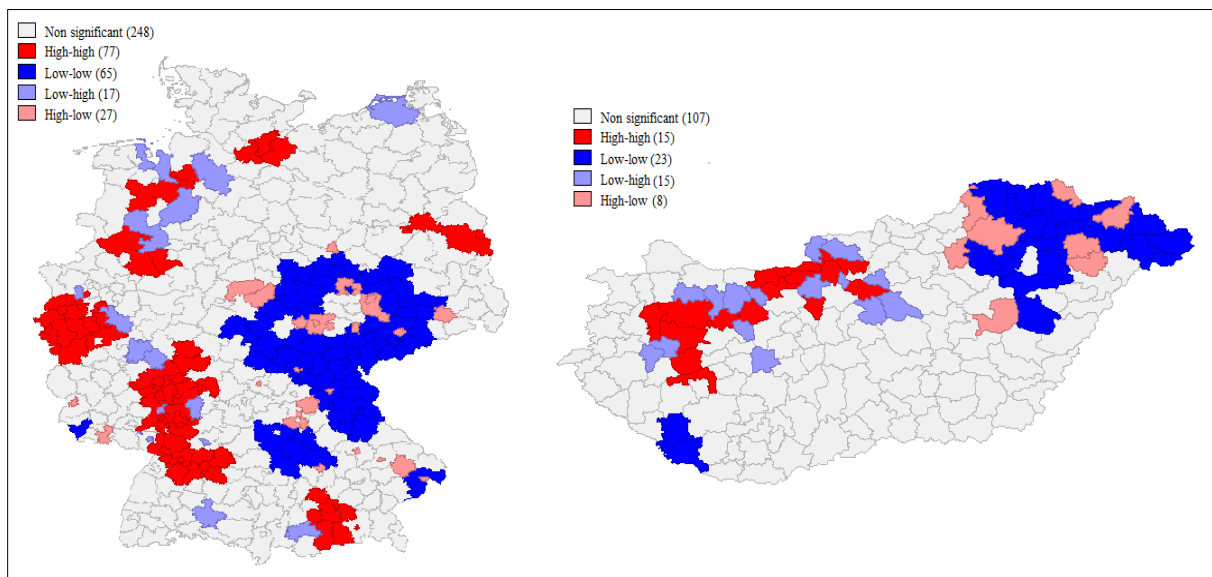 Non significant (248)
High-high (77)
Low-low (65)
Low-high (17)
High-low (27)
Non significant (107)
High-high (15)
Low-low (23)
Low-high (15)
High-low (8)